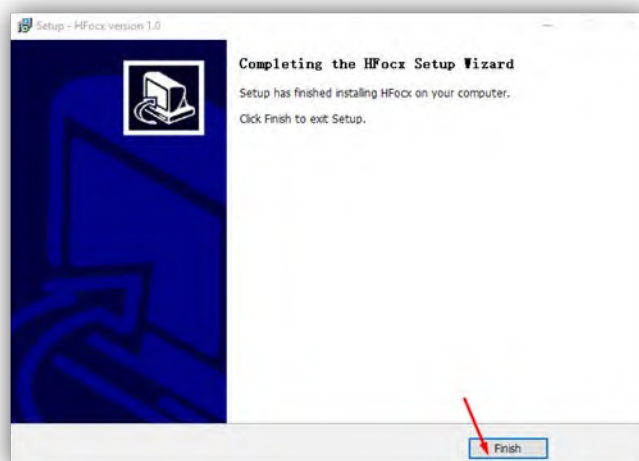 Setup - HFocx version 1.0
Completing the HFocx Setup Wizard
Setup has finished installing HFocx on your computer.
Click Finish to exit Setup.
Finish